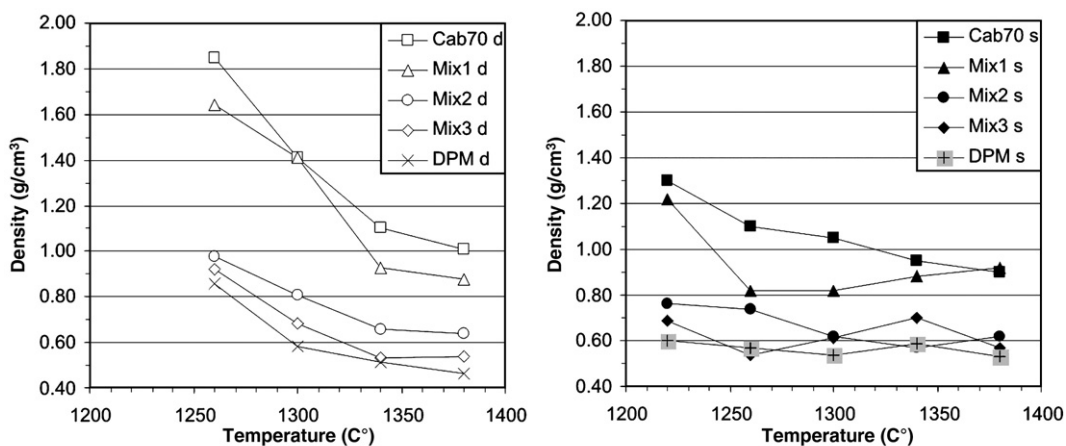 2.00
1.80
1.60
1.40
1.20
1.00
0.80
0.60
0.40
Density (g/cm³)
1200 1250 1300 1350 1400
Temperature (C°)
Cab70 d
Mix1 d
Mix2 d
Mix3 d
DPM d
2.00
1.80
1.60
1.40
1.20
1.00
0.80
0.60
0.40
Density (g/cm³)
1200 1250 1300 1350 1400
Temperature (C°)
Cab70 s
Mix1 s
Mix2 s
Mix3 s
DPM s